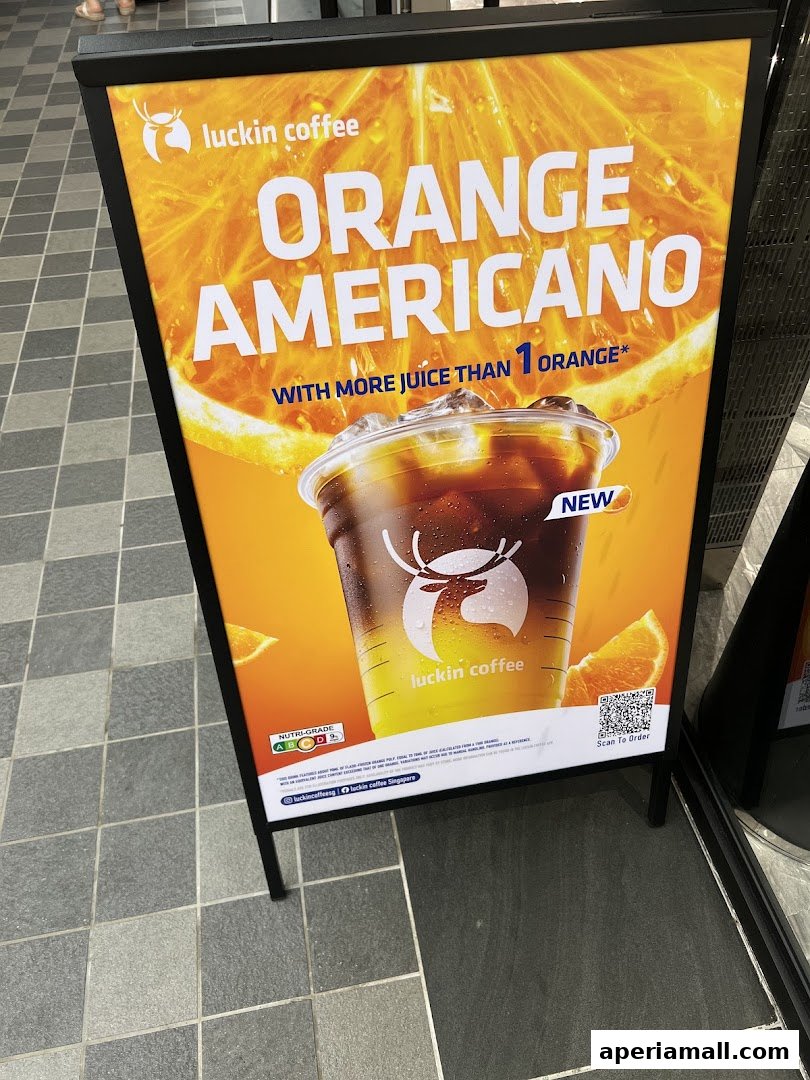 luckin coffee
ORANGE
AMERICANO
WITH MORE JUICE THAN 1 ORANGE*
NEW
luckin coffee
NUTRI-GRADE
A B C D
Scan To Order
luckincoffeesg | luckin coffee Singapore
aperiamall.com